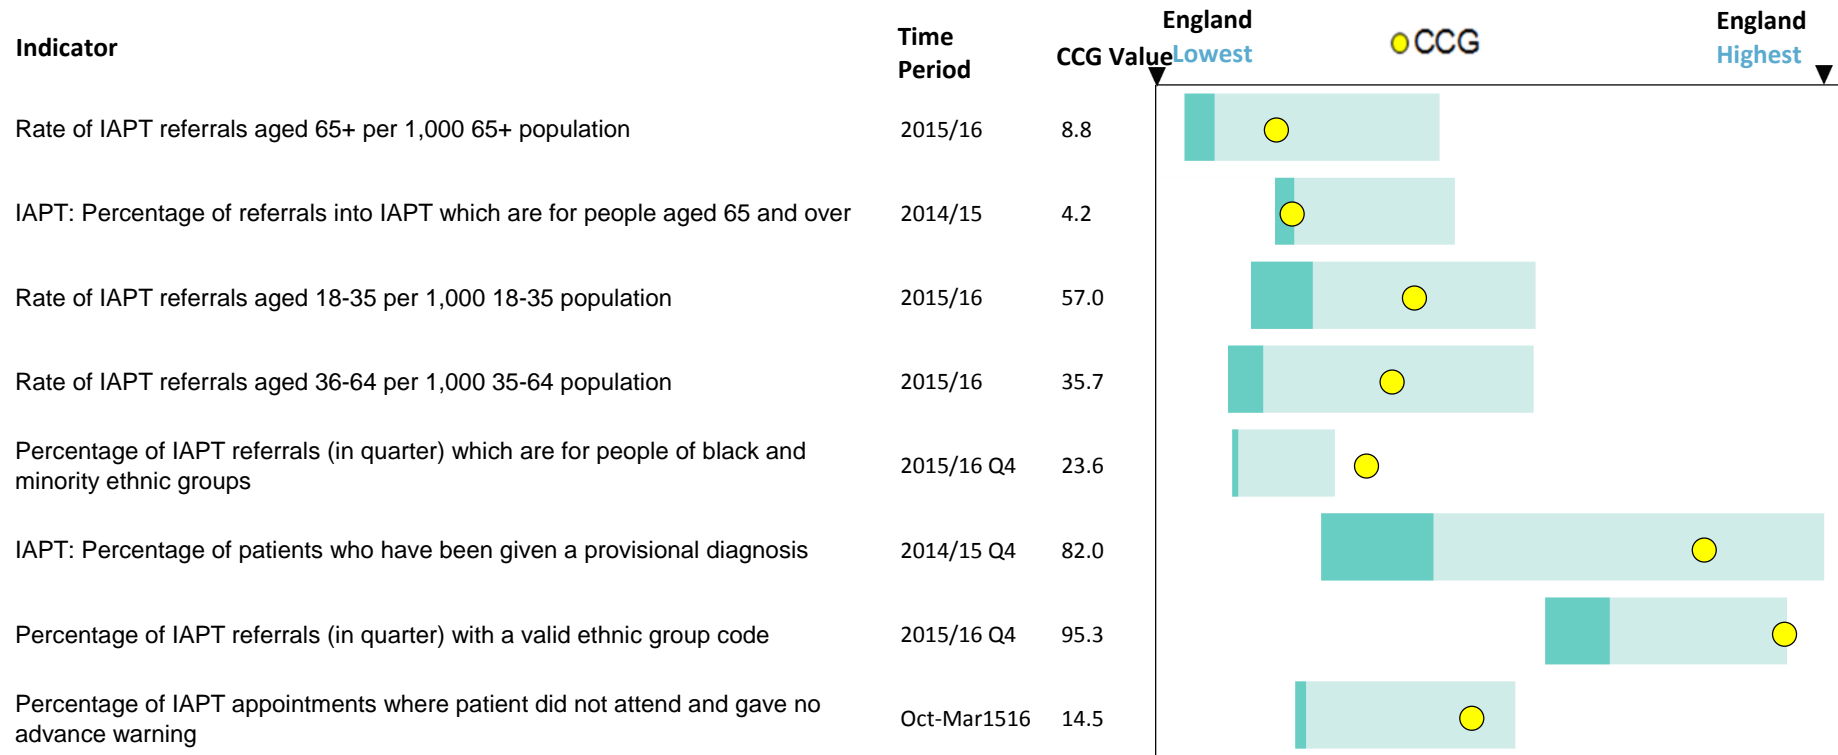 Indicator
Time
Period
CCG Value
England
Lowest
CCG
England
Highest
Rate of IAPT referrals aged 65+ per 1,000 65+ population 2015/16 8.8
IAPT: Percentage of referrals into IAPT which are for people aged 65 and over 2014/15 4.2
Rate of IAPT referrals aged 18-35 per 1,000 18-35 population 2015/16 57.0
Rate of IAPT referrals aged 36-64 per 1,000 35-64 population 2015/16 35.7
Percentage of IAPT referrals (in quarter) which are for people of black and
minority ethnic groups
2015/16 Q4 23.6
IAPT: Percentage of patients who have been given a provisional diagnosis 2014/15 Q4 82.0
Percentage of IAPT referrals (in quarter) with a valid ethnic group code 2015/16 Q4 95.3
Percentage of IAPT appointments where patient did not attend and gave no
advance warning
Oct-Mar1516 14.5